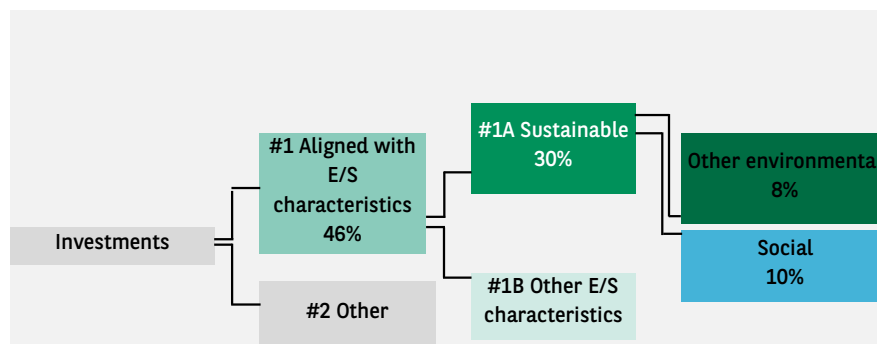 Investments
#1 Aligned with
E/S
characteristics
46%
#2 Other
#1A Sustainable
30%
#1B Other E/S
characteristics
Other environmenta
8%
Social
10%